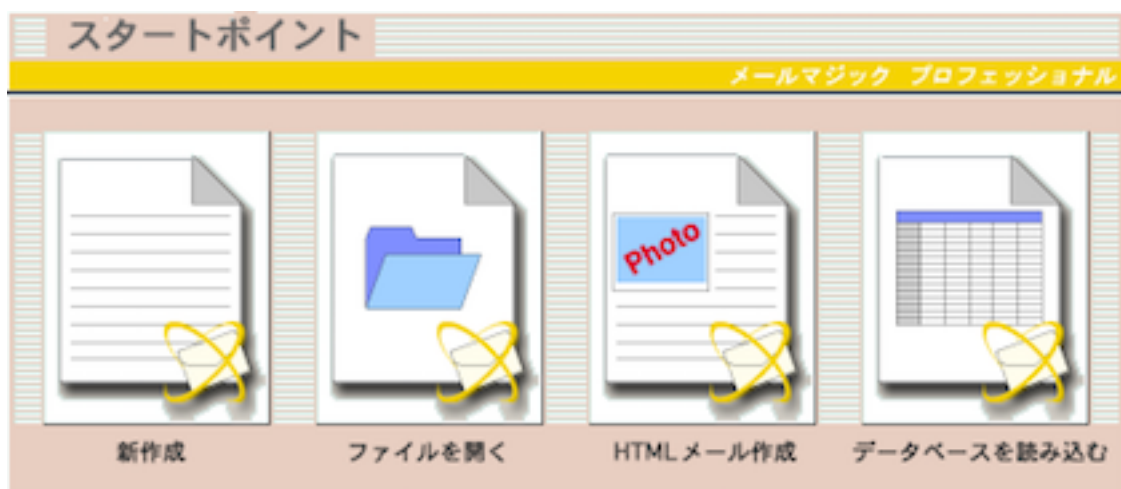 スタートポイント
メールマジック プロフェッショナル
Photo
新作成
ファイルを開く
HTMLメール作成
データベースを読み込む